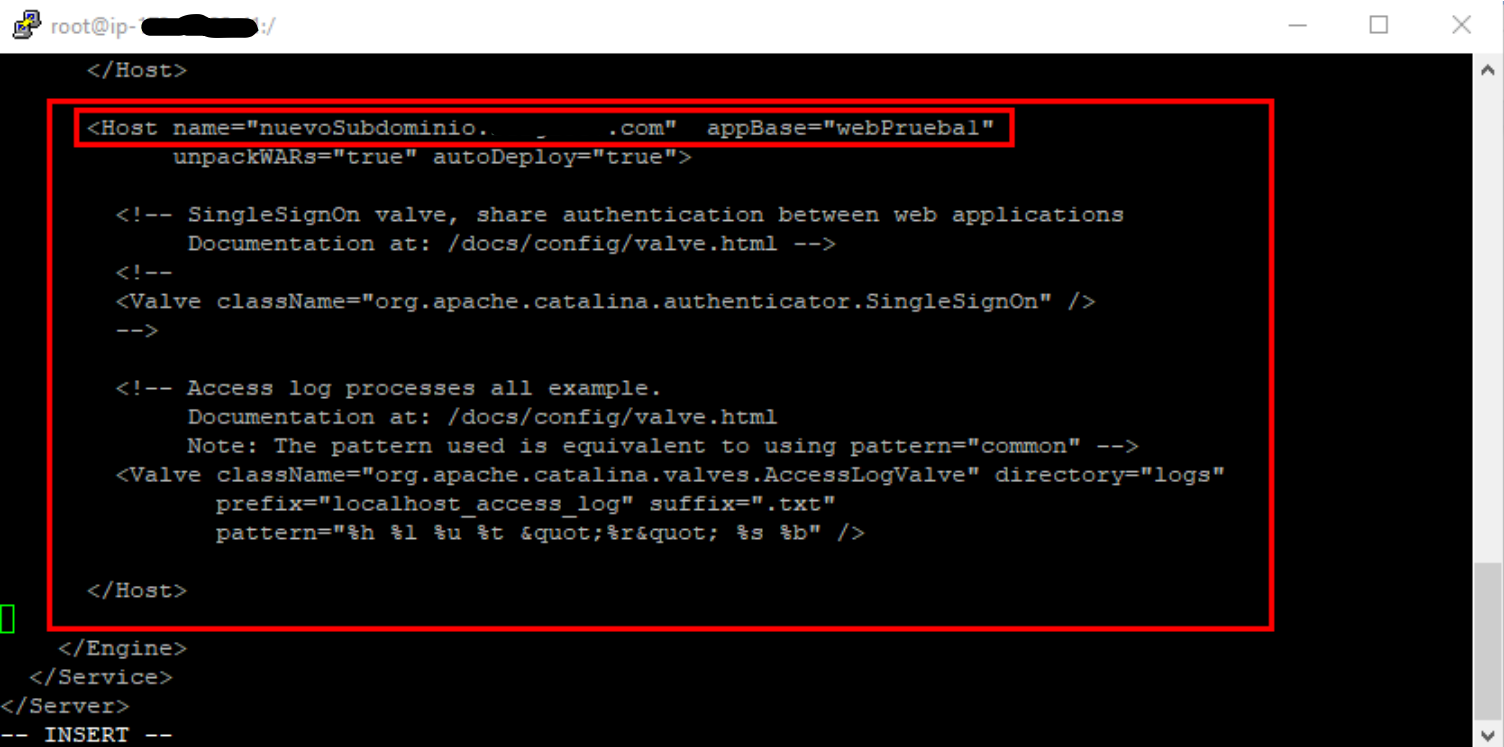 root@ip- :/
</Host>
<Host name="nuevoSubdominio. .com"  appBase="webPrueba1"
unpackWARs="true" autoDeploy="true">
<!-- SingleSignOn valve, share authentication between web applications
Documentation at: /docs/config/valve.html -->
<!--
<Valve className="org.apache.catalina.authenticator.SingleSignOn" />
-->
<!-- Access log processes all example.
Documentation at: /docs/config/valve.html
Note: The pattern used is equivalent to using pattern="common" -->
<Valve className="org.apache.catalina.valves.AccessLogValve" directory="logs"
prefix="localhost_access_log" suffix=".txt"
pattern="%h %l %u %t &quot;%r&quot; %s %b" />
</Host>
</Engine>
</Service>
</Server>
-- INSERT --